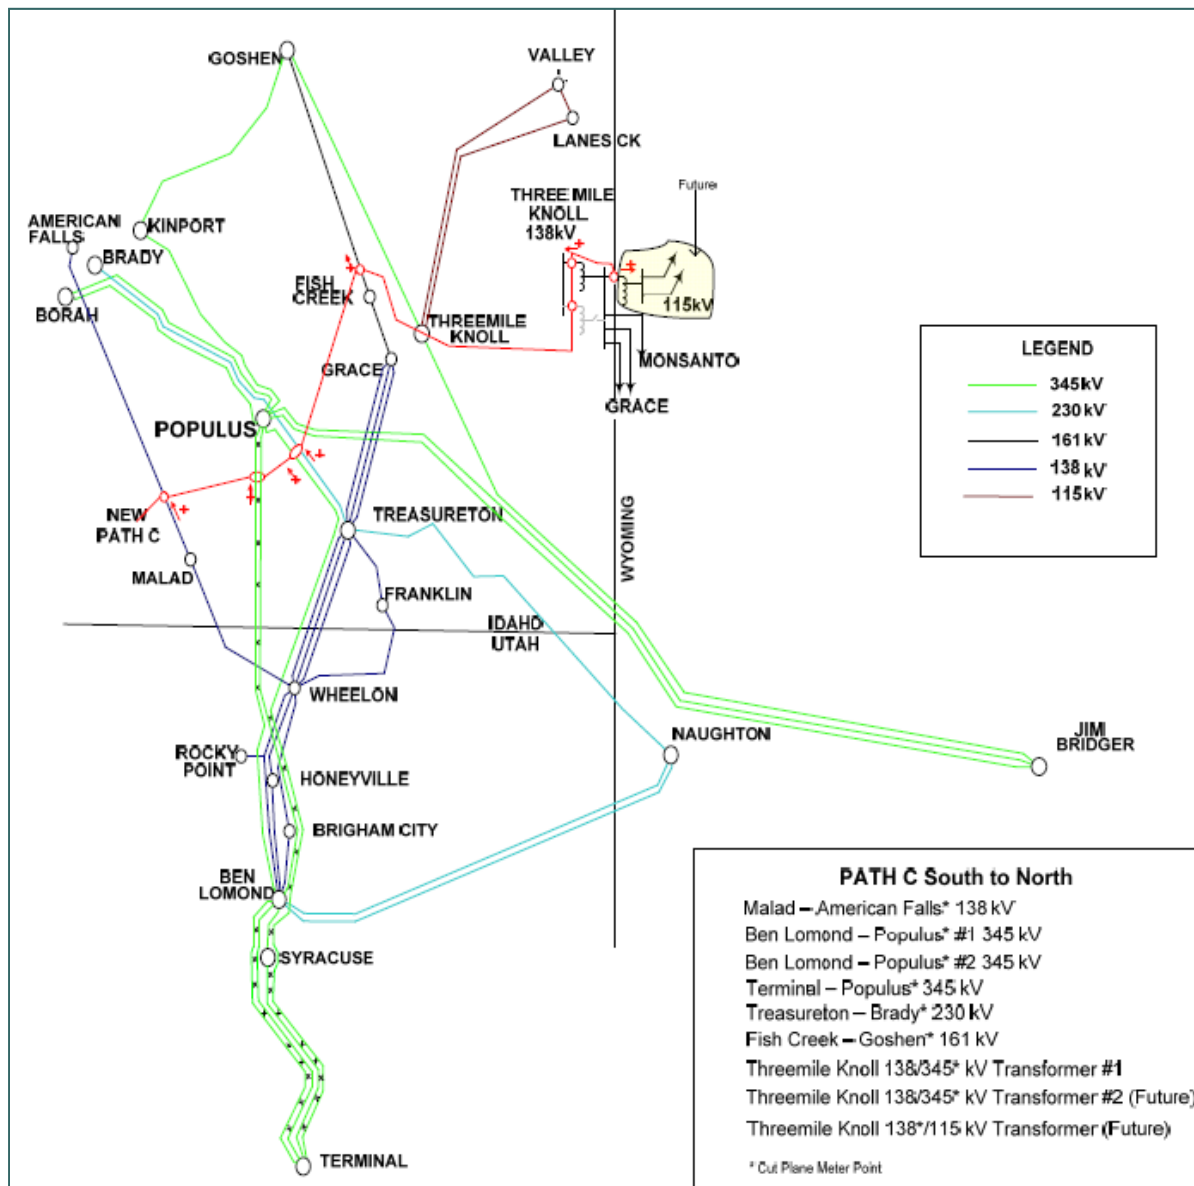 GOSHEN
VALLEY
LANESICK
AMERICAN
FALLS
KINPORT
BRADY
BORAH
THREE MILE
KNOLL
138kV
Future
115kV
FISH
CREEK
THREEMILE
KNOLL
MONSANTO
GRACE
GRACE
POPULUS
LEGEND
345kV
230 kV
161 kV
138 kV
115kV
NEW
PATH C
TREASURETON
MALAD
FRANKLIN
WYOMING
IDAHO
UTAH
WHEELON
ROCKY
POINT
HONEYVILLE
NAUGHTON
JIM
BRIDGER
BRIGHAM CITY
BEN
LOMOND
SYRACUSE
TERMINAL
PATH C South to North
Malad – American Falls* 138 kV
Ben Lomond – Populus* #1 345 kV
Ben Lomond – Populus* #2 345 kV
Terminal – Populus* 345 kV
Treasureton – Brady* 230 kV
Fish Creek – Goshen* 161 kV
Threemile Knoll 138/345* kV Transformer #1
Threemile Knoll 138/345* kV Transformer #2 (Future)
Threemile Knoll 138*/115 kV Transformer (Future)
* Cut Plane Meter Point